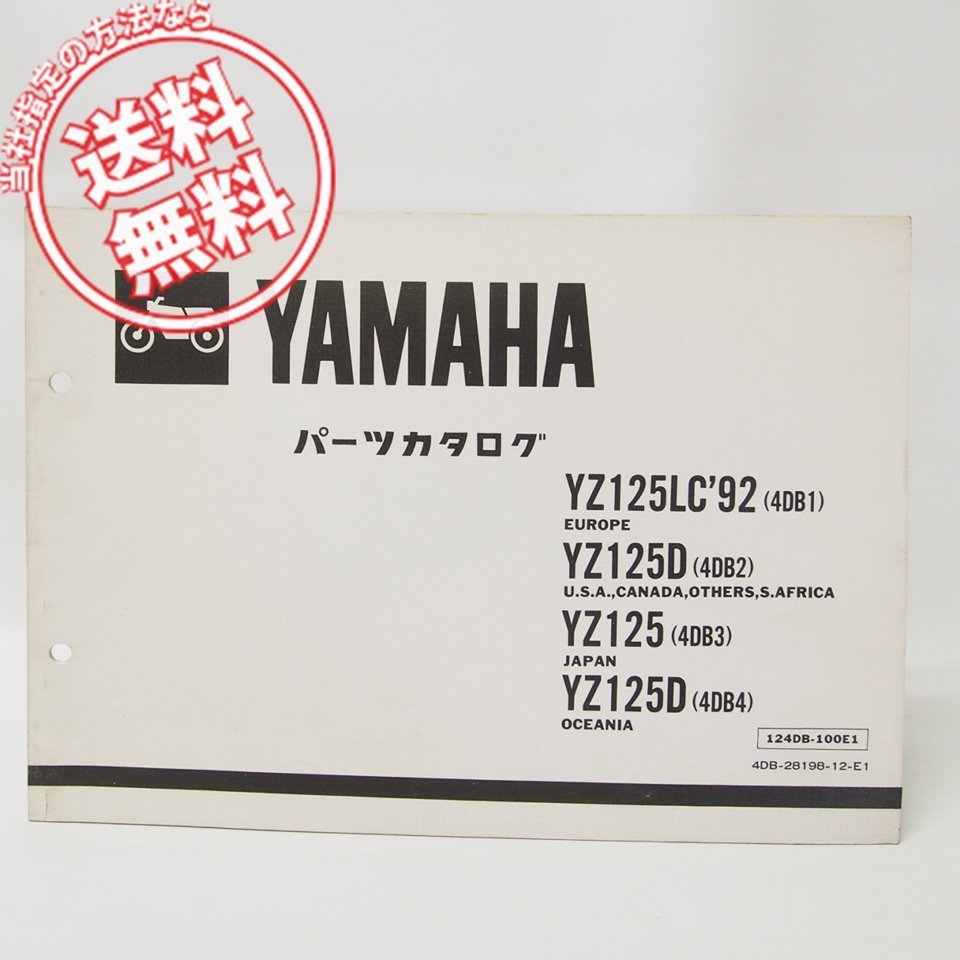 当社指定の方法なら
送料
無料
YAMAHA
パーツカタログ
YZ125LC'92 (4DB1)
EUROPE
YZ125D (4DB2)
U.S.A.,CANADA,OTHERS,S.AFRICA
YZ125 (4DB3)
JAPAN
YZ125D (4DB4)
OCEANIA
124DB-100E1
4DB-28198-12-E1